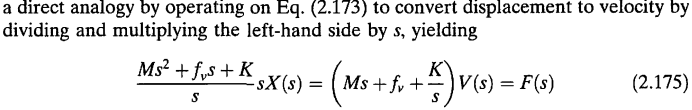 a direct analogy by operating on Eq. (2.173) to convert displacement to velocity by
dividing and multiplying the left-hand side by s, yielding
\frac{Ms^2 + f_v s + K}{s} sX(s) = \left( Ms + f_v + \frac{K}{s} \right) V(s) = F(s) (2.175)